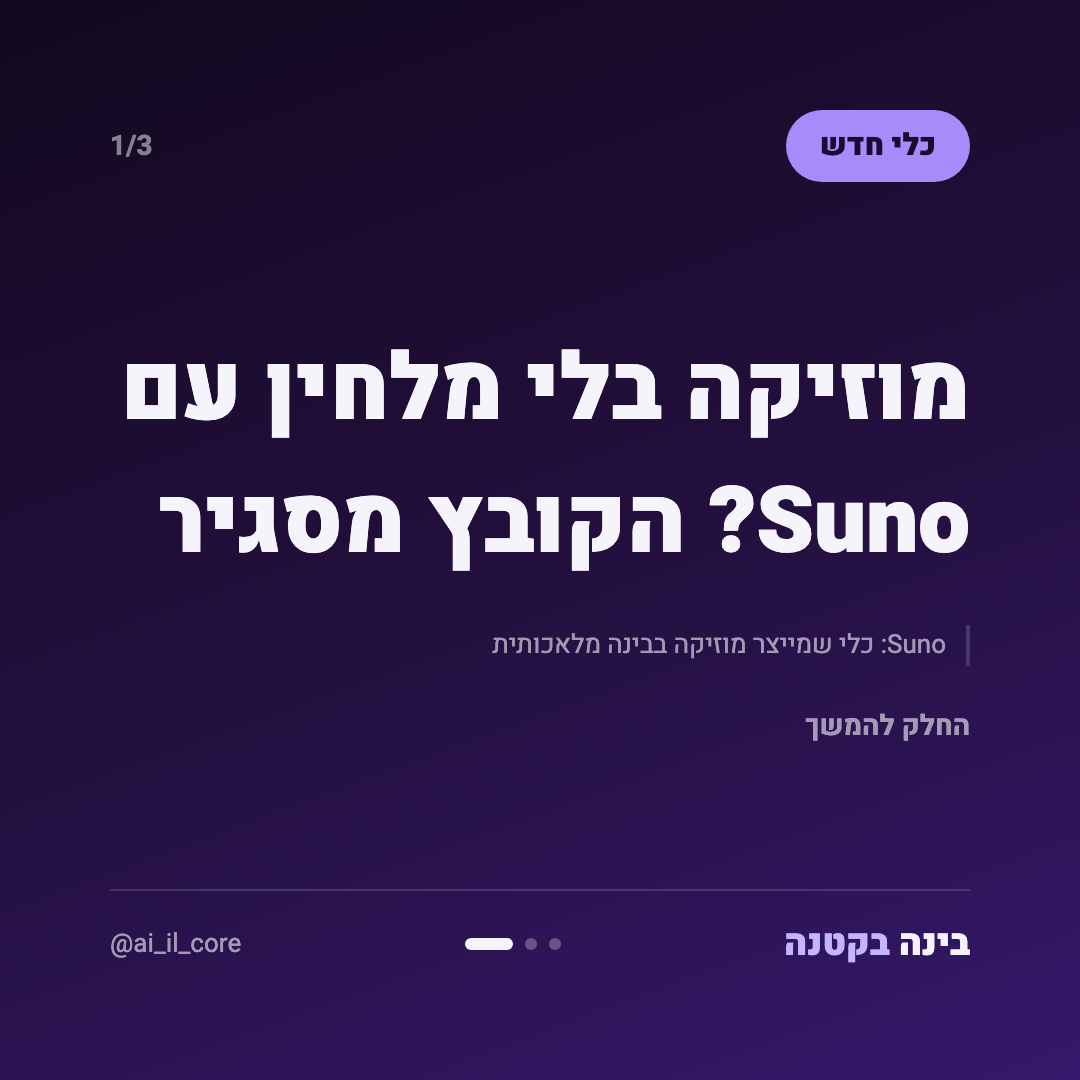 כלי חדש
1/3
מוזיקה בלי מלחין עם
Suno? הקובץ מסגיר
Suno: כלי שמייצר מוזיקה בבינה מלאכותית
החלק להמשך
בינה בקטנה
@ai_il_core